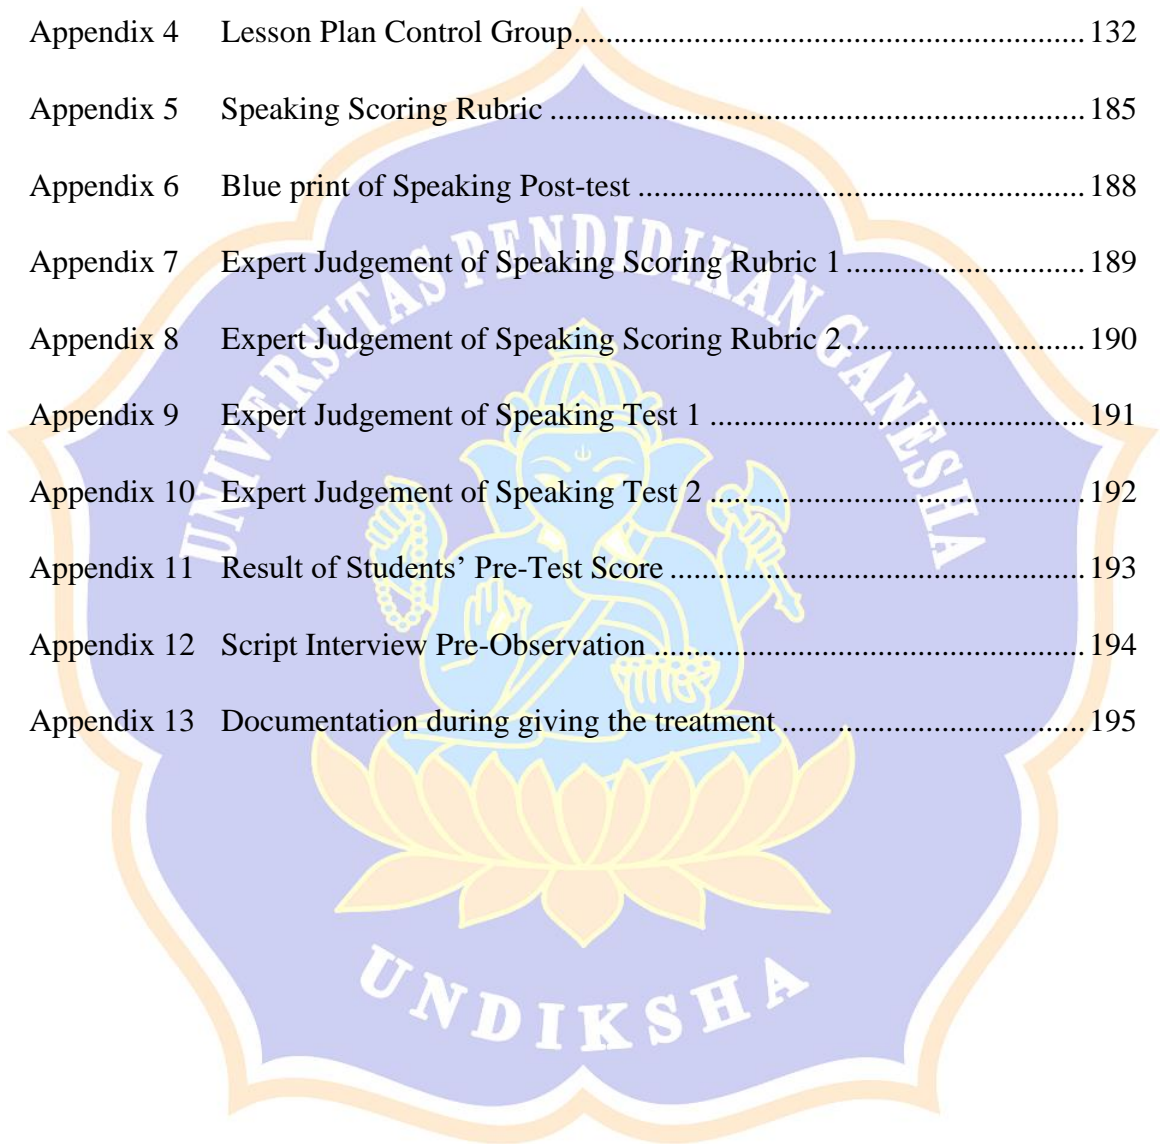 Appendix 4 Lesson Plan Control Group.......................................................................... 132
Appendix 5 Speaking Scoring Rubric .............................................................................. 185
Appendix 6 Blue print of Speaking Post-test ................................................................. 188
Appendix 7 Expert Judgement of Speaking Scoring Rubric 1 ................................... 189
Appendix 8 Expert Judgement of Speaking Scoring Rubric 2 ................................... 190
Appendix 9 Expert Judgement of Speaking Test 1 ...................................................... 191
Appendix 10 Expert Judgement of Speaking Test 2 ...................................................... 192
Appendix 11 Result of Students’ Pre-Test Score ............................................................ 193
Appendix 12 Script Interview Pre-Observation ............................................................... 194
Appendix 13 Documentation during giving the treatment ............................................ 195
UNIVERSITAS PENDIDIKAN GANESHA
UNDIKSHA